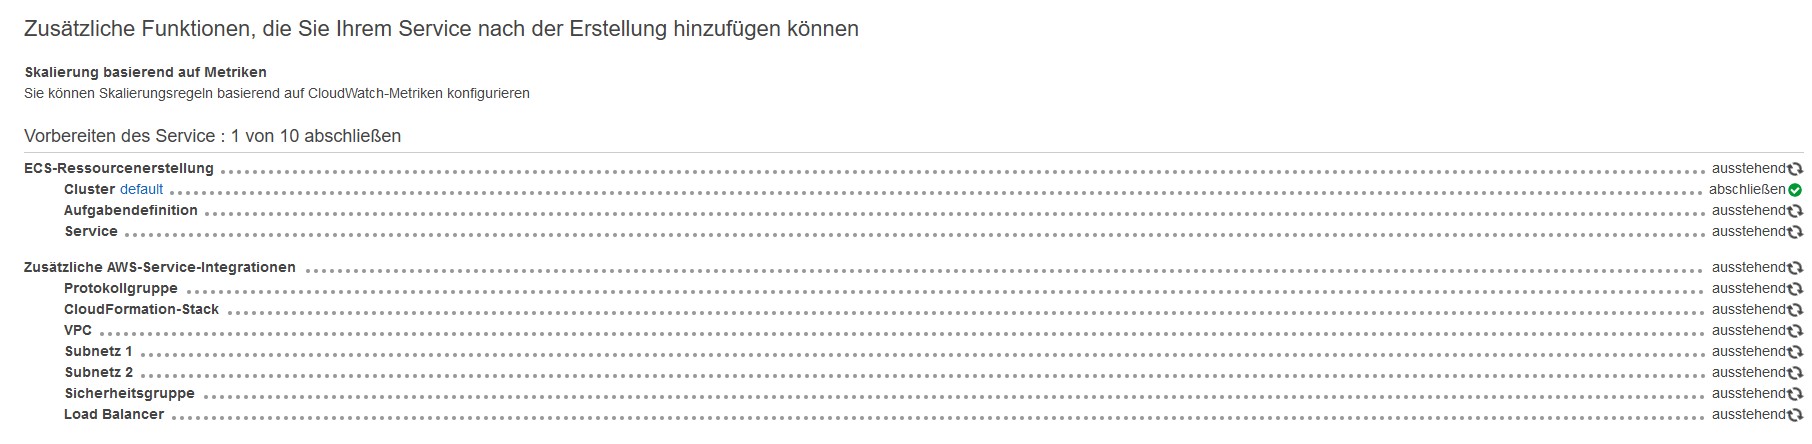 Zusätzliche Funktionen, die Sie Ihrem Service nach der Erstellung hinzufügen können
Skalierung basierend auf Metriken
Sie können Skalierungsregeln basierend auf CloudWatch-Metriken konfigurieren
Vorbereiten des Service : 1 von 10 abschließen
ECS-Ressourcenerstellung ausstehend
Cluster default abschließen
Aufgabendefinition ausstehend
Service ausstehend
Zusätzliche AWS-Service-Integrationen ausstehend
Protokollgruppe ausstehend
CloudFormation-Stack ausstehend
VPC ausstehend
Subnetz 1 ausstehend
Subnetz 2 ausstehend
Sicherheitsgruppe ausstehend
Load Balancer ausstehend